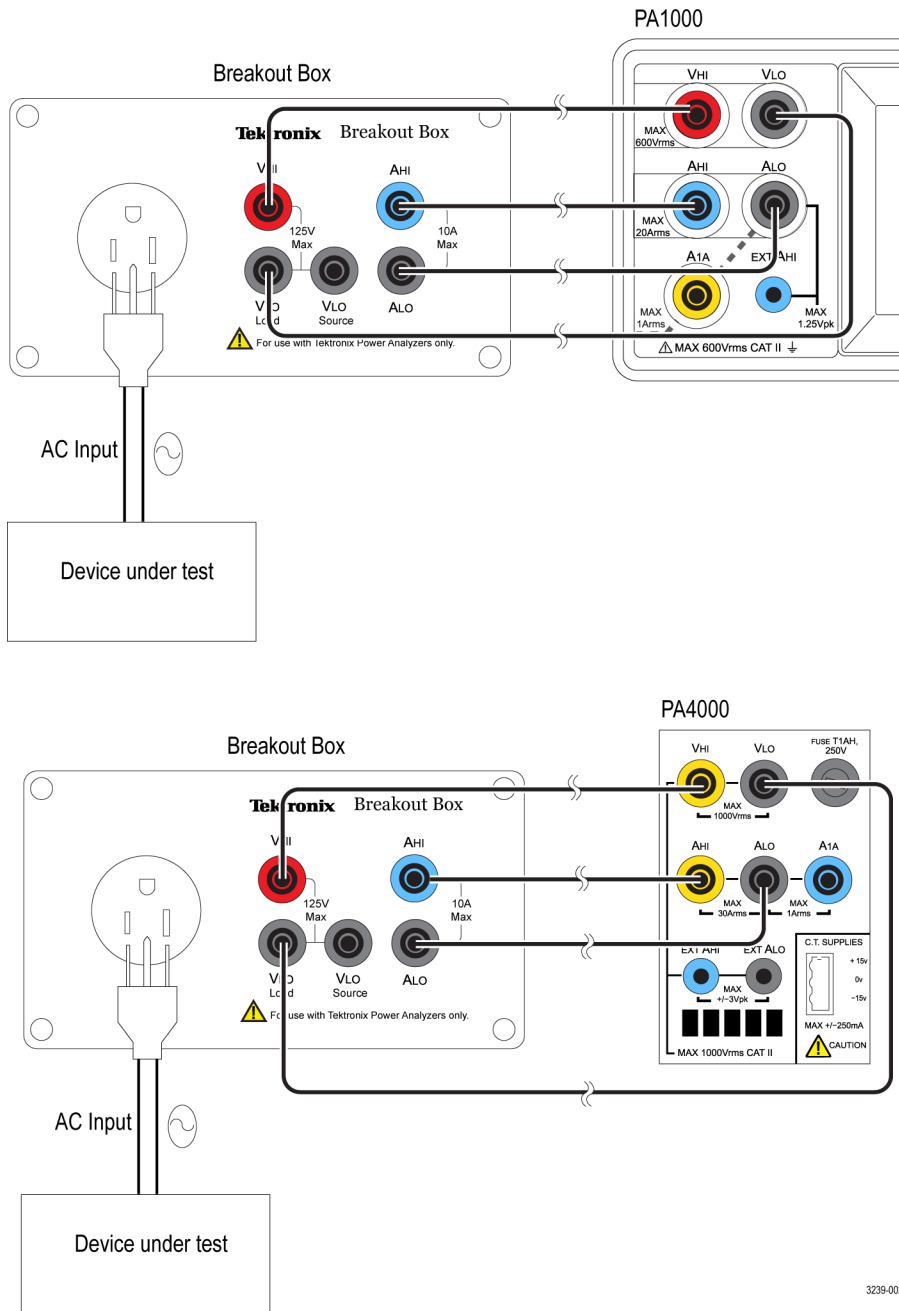 PA1000
Breakout Box
VHI VLO
MAX
600Vrms
Tektronix Breakout Box
VHI AHI
125V
Max
10A
Max
VLO
Load
VLO
Source
ALO
For use with Tektronix Power Analyzers only.
AHI ALO
MAX
20Arms
A1A EXT AHI
MAX
1Arms
MAX
1.25Vpk
MAX 600Vrms CAT II
AC Input
Device under test
PA4000
Breakout Box
VHI VLO FUSE T1AH,
250V
MAX
1000Vrms
Tektronix Breakout Box
VHI AHI
125V
Max
10A
Max
VLO
Load
VLO
Source
ALO
For use with Tektronix Power Analyzers only.
AHI ALO A1A
MAX
30Arms
MAX
1Arms
EXT AHI EXT ALO
MAX
+/−3Vpk
C.T. SUPPLIES
+ 15v
0v
−15v
MAX +/−250mA
CAUTION
MAX 1000Vrms CAT II
AC Input
Device under test